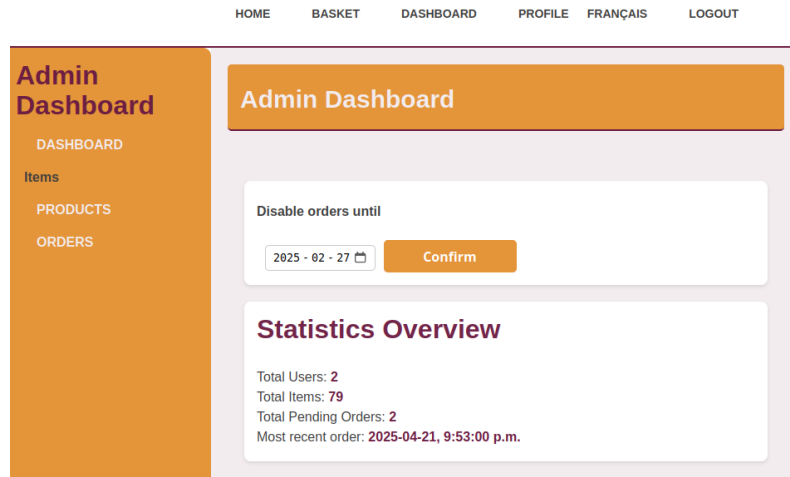 HOME BASKET DASHBOARD PROFILE FRANÇAIS LOGOUT
Admin
Dashboard
DASHBOARD
Items
PRODUCTS
ORDERS
Admin Dashboard
Disable orders until
2025-02-27 Confirm
Statistics Overview
Total Users: 2
Total Items: 79
Total Pending Orders: 2
Most recent order: 2025-04-21, 9:53:00 p.m.